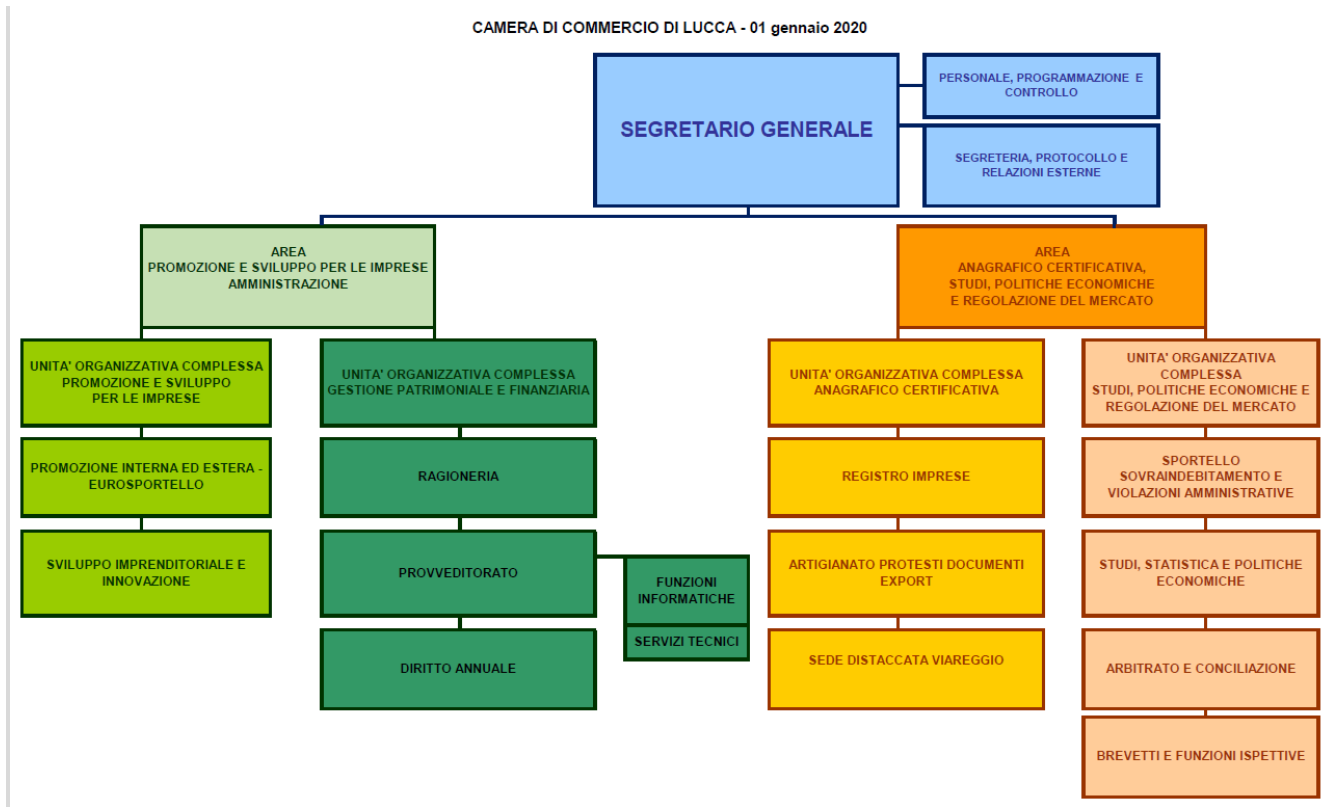 CAMERA DI COMMERCIO DI LUCCA - 01 gennaio 2020
SEGRETARIO GENERALE
PERSONALE, PROGRAMMAZIONE E
CONTROLLO
SEGRETERIA, PROTOCOLLO E
RELAZIONI ESTERNE
AREA
PROMOZIONE E SVILUPPO PER LE IMPRESE
AMMINISTRAZIONE
AREA
ANAGRAFICO CERTIFICATIVA,
STUDI, POLITICHE ECONOMICHE
E REGOLAZIONE DEL MERCATO
UNITA' ORGANIZZATIVA COMPLESSA
PROMOZIONE E SVILUPPO
PER LE IMPRESE
PROMOZIONE INTERNA ED ESTERA -
EUROSPORTELLO
SVILUPPO IMPRENDITORIALE E
INNOVAZIONE
UNITA' ORGANIZZATIVA COMPLESSA
GESTIONE PATRIMONIALE E FINANZIARIA
RAGIONERIA
PROVVEDITORATO
FUNZIONI
INFORMATICHE
SERVIZI TECNICI
DIRITTO ANNUALE
UNITA' ORGANIZZATIVA COMPLESSA
ANAGRAFICO CERTIFICATIVA
REGISTRO IMPRESE
ARTIGIANATO PROTESTI DOCUMENTI
EXPORT
SEDE DISTACCATA VIAREGGIO
UNITA' ORGANIZZATIVA
COMPLESSA
STUDI, POLITICHE ECONOMICHE E
REGOLAZIONE DEL MERCATO
SPORTELLO
SOVRAINDEBITAMENTO E
VIOLAZIONI AMMINISTRATIVE
STUDI, STATISTICA E POLITICHE
ECONOMICHE
ARBITRATO E CONCILIAZIONE
BREVETTI E FUNZIONI ISPETTIVE